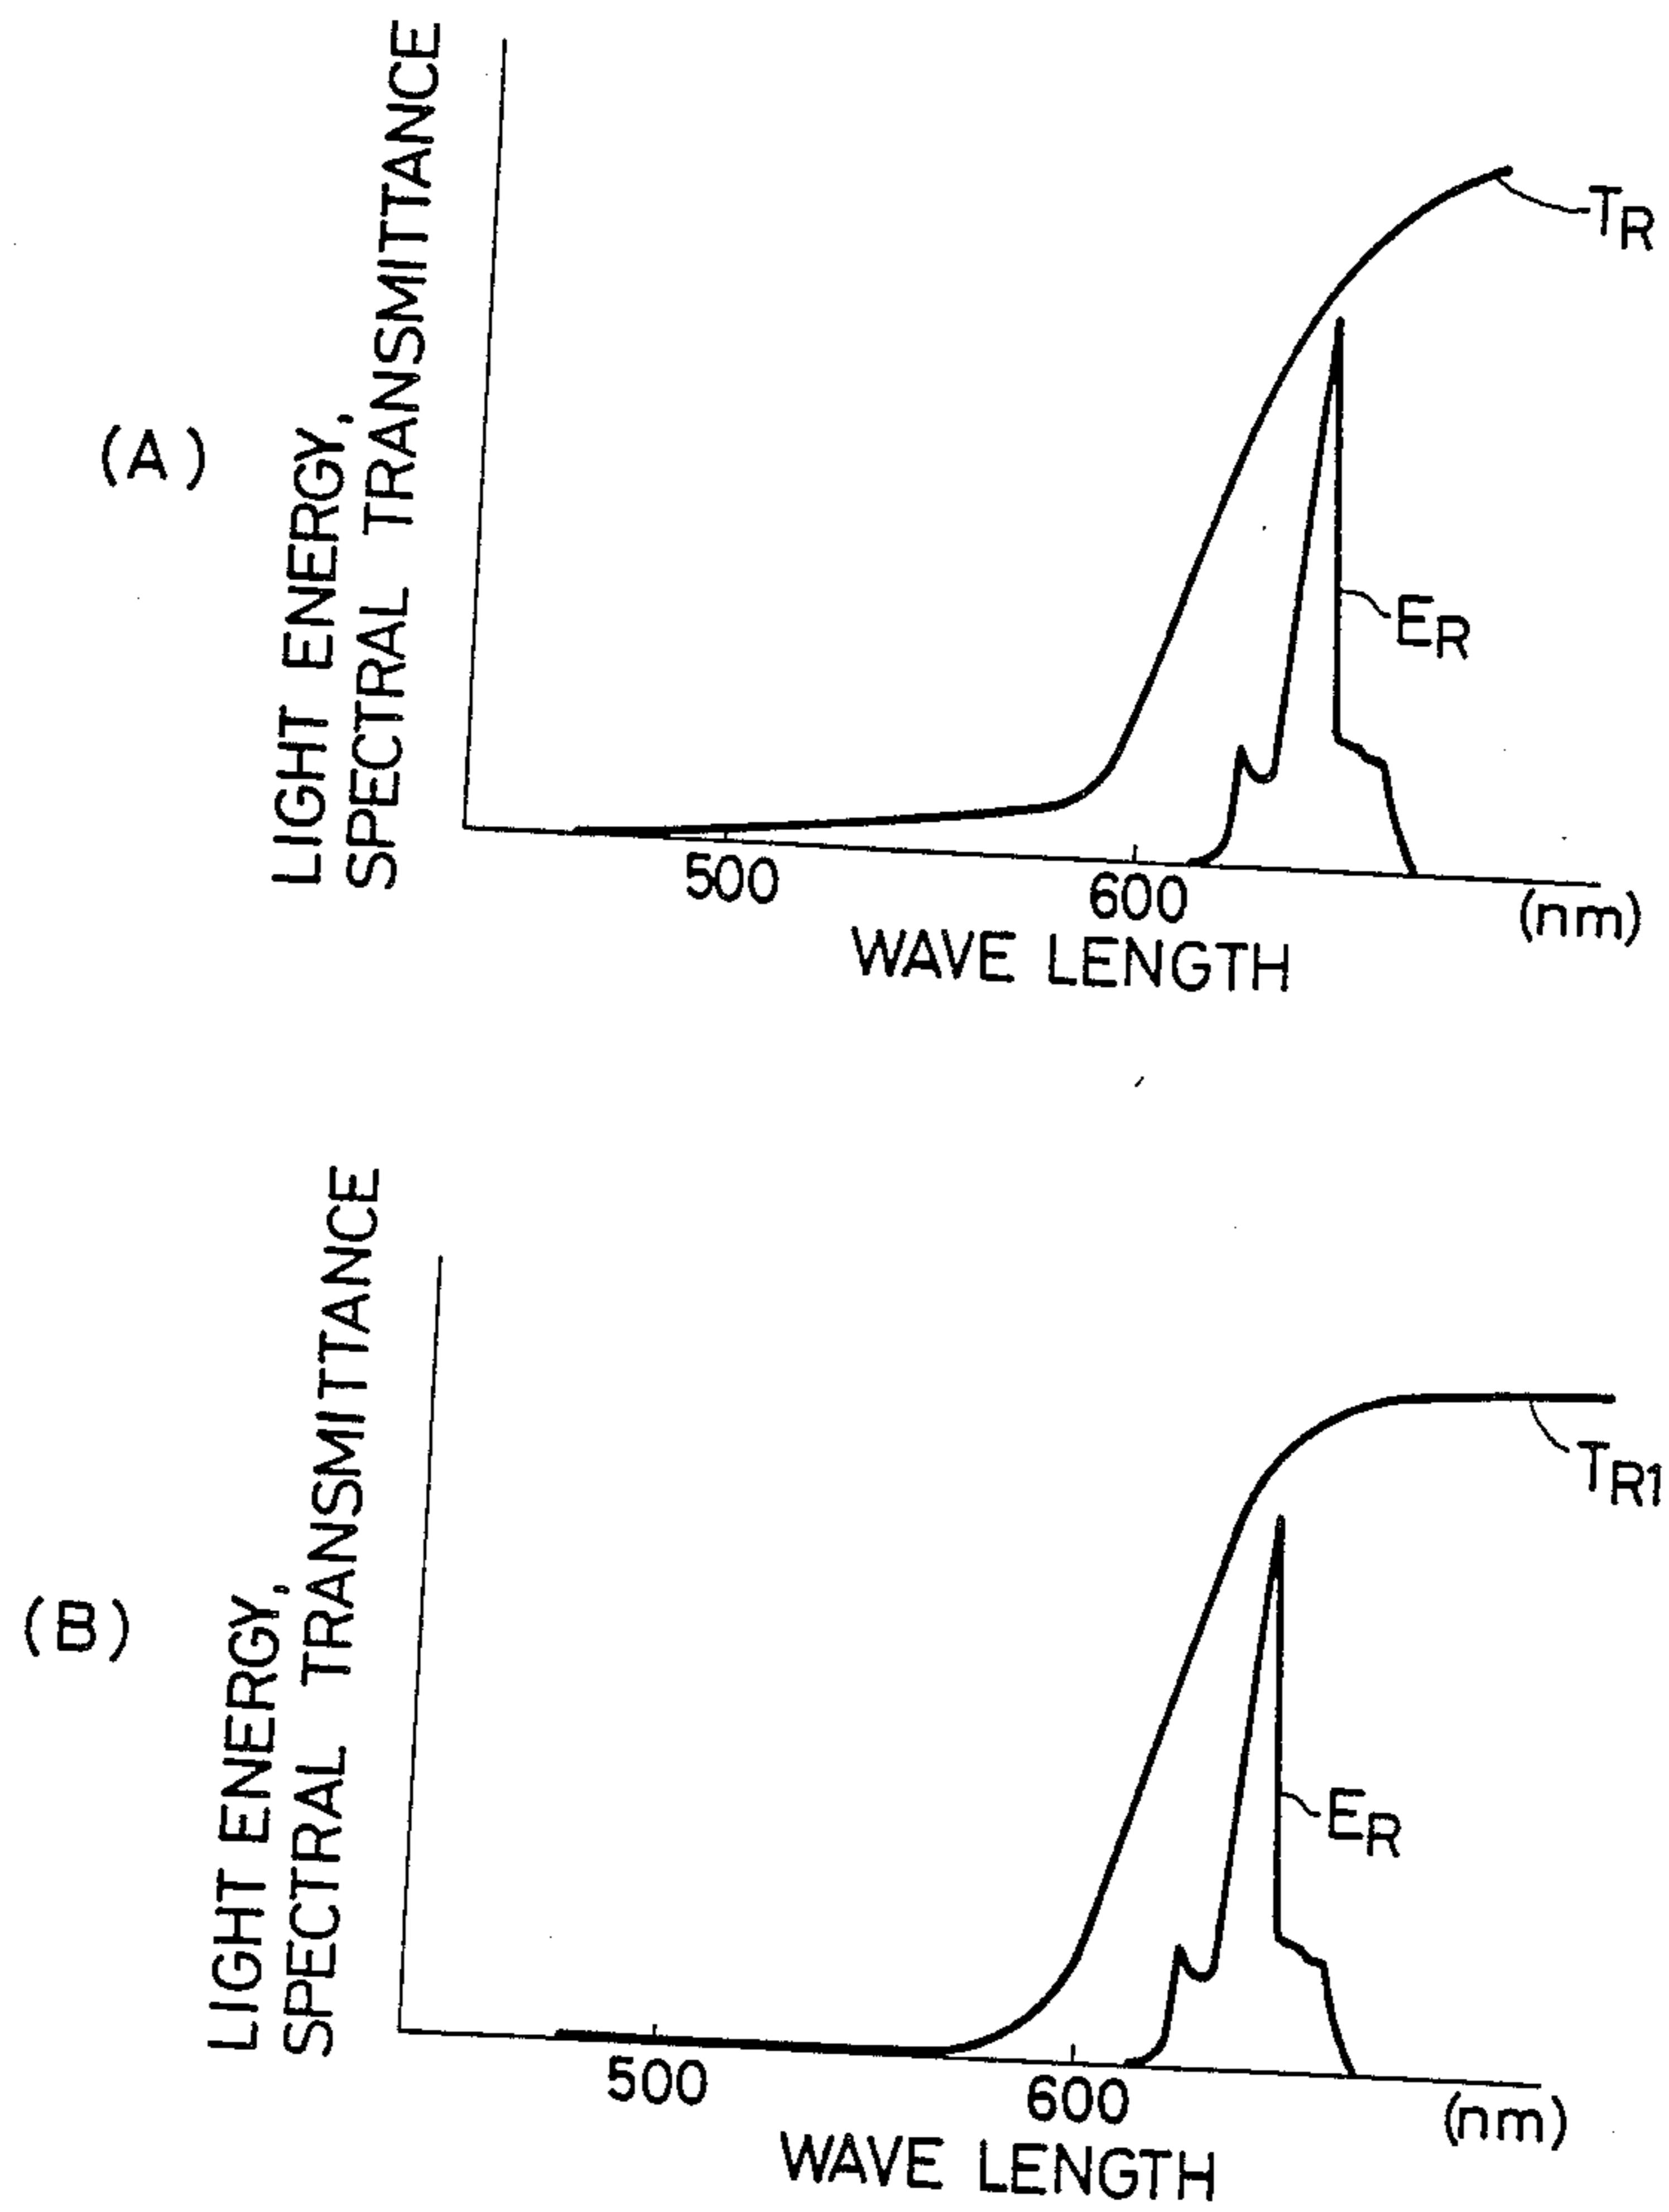 (A)
LIGHT ENERGY,
SPECTRAL TRANSMITTANCE
TR
ER
500
600
(nm)
WAVE LENGTH
(B)
LIGHT ENERGY,
SPECTRAL TRANSMITTANCE
TR1
ER
500
600
(nm)
WAVE LENGTH